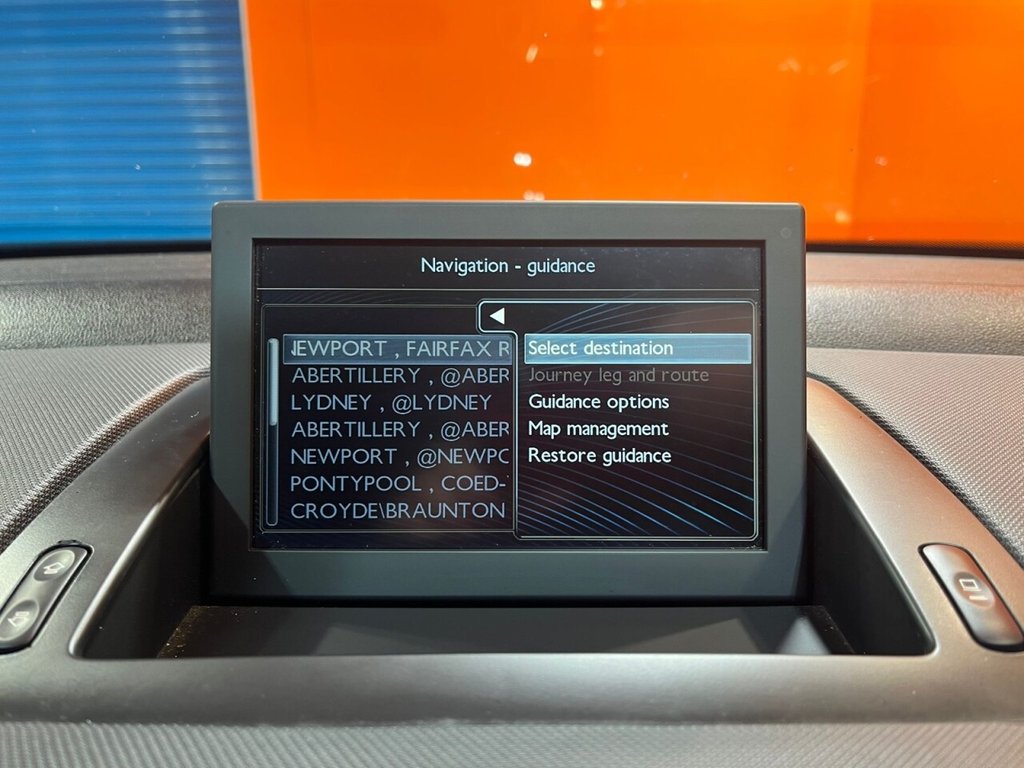 Navigation - guidance
NEWPORT , FAIRFAX R
ABERTILLERY , @ABER
LYDNEY , @LYDNEY
ABERTILLERY , @ABER
NEWPORT , @NEWPC
PONTYPOOL , COED-
CROYDE\BRAUNTON
Select destination
Journey leg and route
Guidance options
Map management
Restore guidance